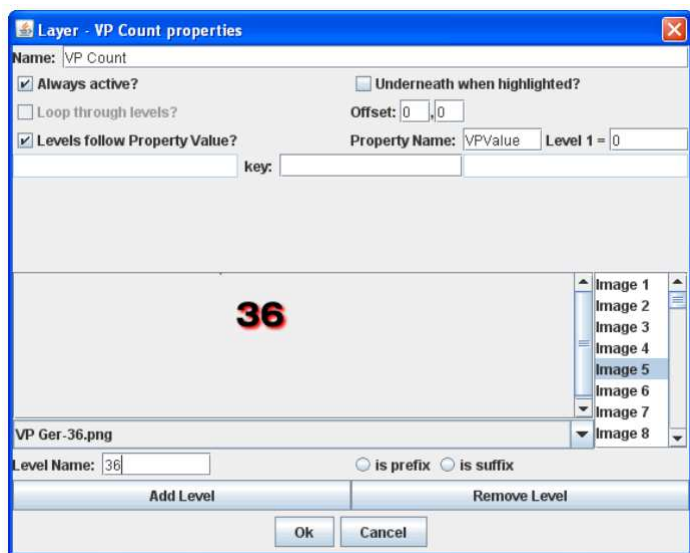 Layer - VP Count properties
Name: VP Count
Always active? Underneath when highlighted?
Loop through levels? Offset: 0 ,0
Levels follow Property Value? Property Name: VPValue Level 1 = 0
key:
36
Image 1
Image 2
Image 3
Image 4
Image 5
Image 6
Image 7
Image 8
VP Ger-36.png
Level Name: 36 is prefix is suffix
Add Level Remove Level
Ok Cancel